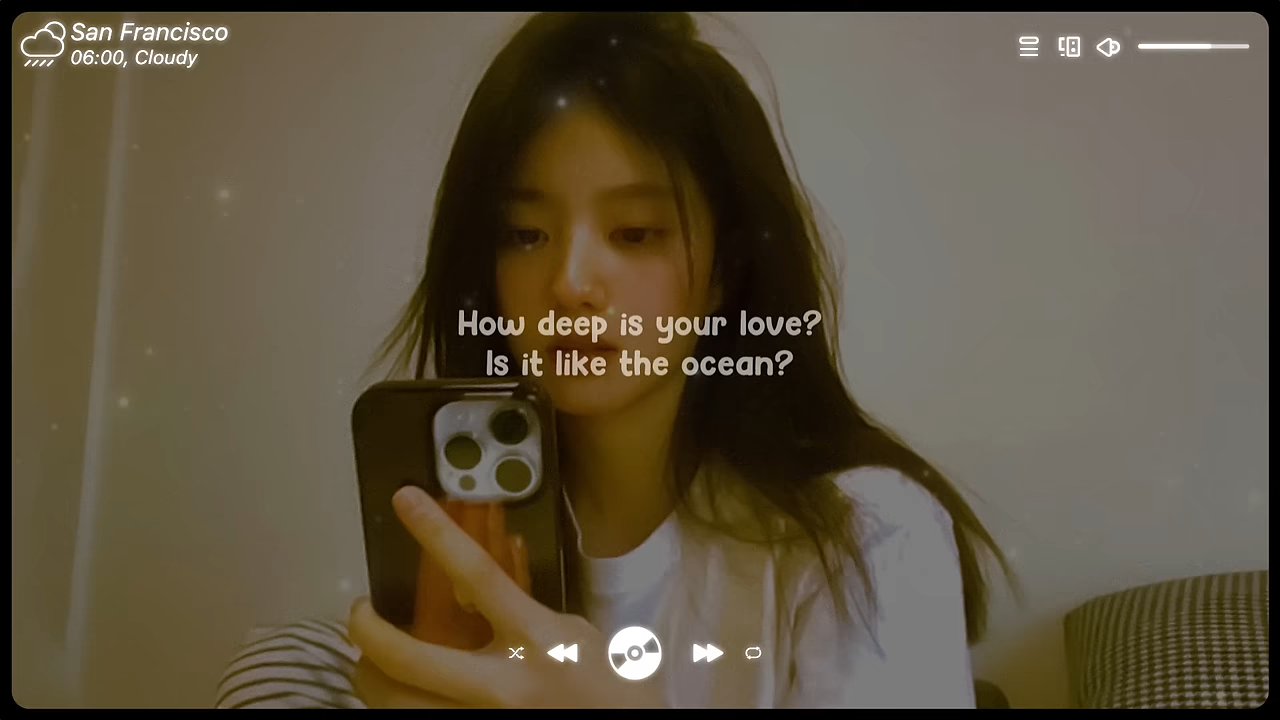 San Francisco
06:00, Cloudy
How deep is your love?
Is it like the ocean?